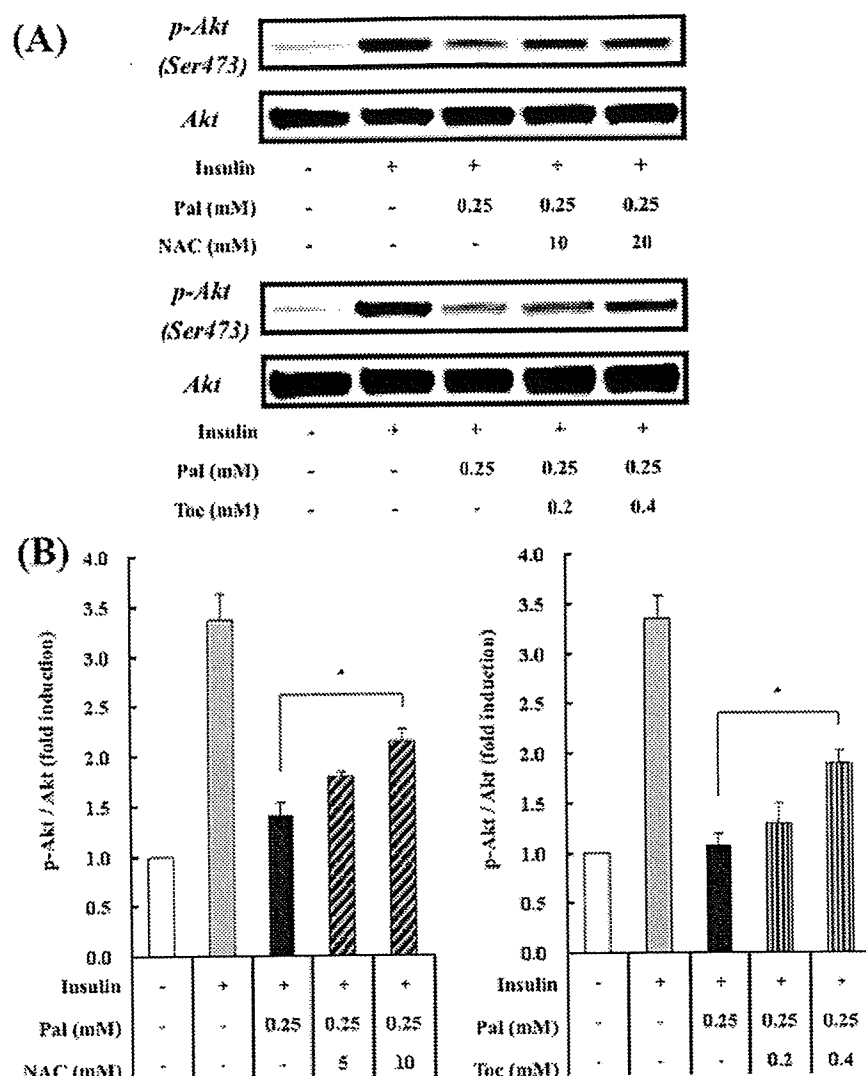 (A)
p-Akt
(Ser473)
Akt
Insulin - + + + +
Pal (mM) - - 0.25 0.25 0.25
NAC (mM) - - - 10 20
p-Akt
(Ser473)
Akt
Insulin - + + + +
Pal (mM) - - 0.25 0.25 0.25
Toc (mM) - - - 0.2 0.4
(B)
p-Akt / Akt (fold induction)
4.0
3.5
3.0
2.5
2.0
1.5
1.0
0.5
0.0
*
Insulin - + + + +
Pal (mM) - - 0.25 0.25 0.25
NAC (mM) - - - 5 10
p-Akt / Akt (fold induction)
4.0
3.5
3.0
2.5
2.0
1.5
1.0
0.5
0.0
*
Insulin - + + + +
Pal (mM) - - 0.25 0.25 0.25
Toc (mM) - - - 0.2 0.4